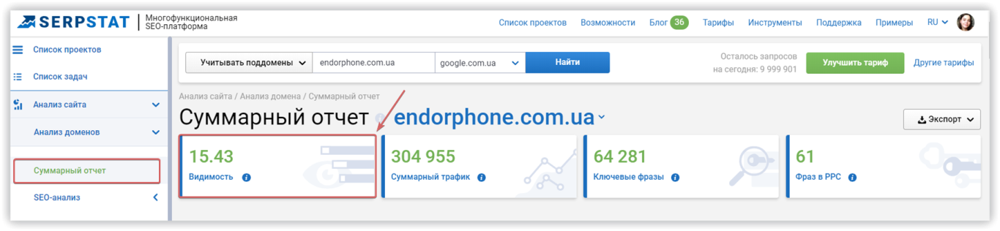 SERPSTAT
Многофункциональная
SEO-платформа
Список проектов
Возможности
Блог 36
Тарифы
Инструменты
Поддержка
Примеры
RU
Список проектов
Список задач
Анализ сайта
Анализ доменов
Суммарный отчет
SEO-анализ
Учитывать поддомены
endorphone.com.ua
google.com.ua
Найти
Осталось запросов
на сегодня: 9 999 901
Улучшить тариф
Другие тарифы
Анализ сайта / Анализ домена / Суммарный отчет
Суммарный отчет endorphone.com.ua
Экспорт
15.43
Видимость
304 955
Суммарный трафик
64 281
Ключевые фразы
61
Фраз в PPC